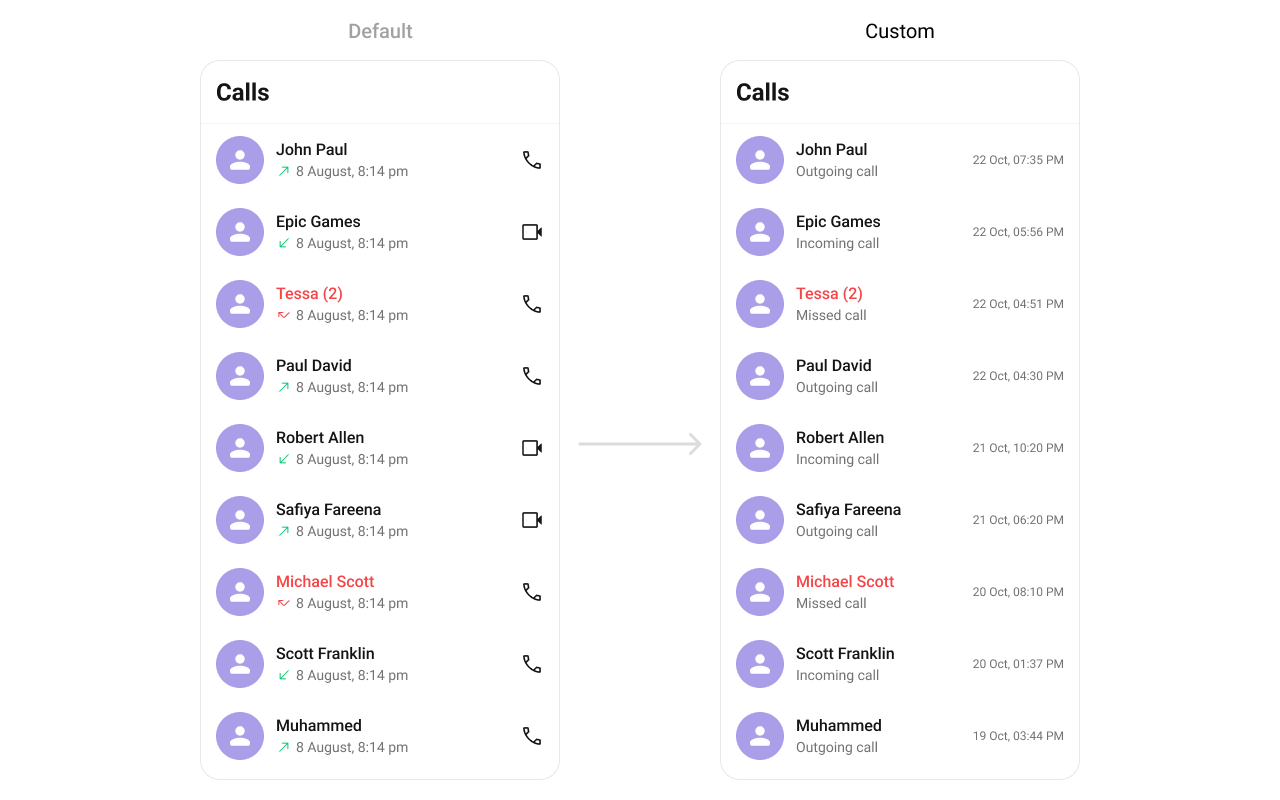 Default
Calls
John Paul
8 August, 8:14 pm
Epic Games
8 August, 8:14 pm
Tessa (2)
8 August, 8:14 pm
Paul David
8 August, 8:14 pm
Robert Allen
8 August, 8:14 pm
Safiya Fareena
8 August, 8:14 pm
Michael Scott
8 August, 8:14 pm
Scott Franklin
8 August, 8:14 pm
Muhammed
8 August, 8:14 pm
Custom
Calls
John Paul
Outgoing call
22 Oct, 07:35 PM
Epic Games
Incoming call
22 Oct, 05:56 PM
Tessa (2)
Missed call
22 Oct, 04:51 PM
Paul David
Outgoing call
22 Oct, 04:30 PM
Robert Allen
Incoming call
21 Oct, 10:20 PM
Safiya Fareena
Outgoing call
21 Oct, 06:20 PM
Michael Scott
Missed call
20 Oct, 08:10 PM
Scott Franklin
Incoming call
20 Oct, 01:37 PM
Muhammed
Outgoing call
19 Oct, 03:44 PM